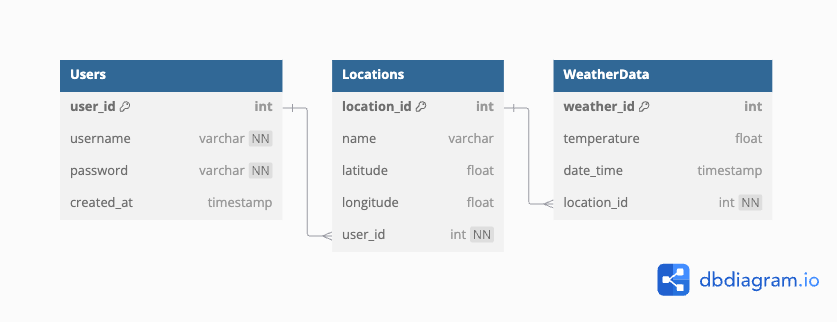 Users
user_id int
username varchar NN
password varchar NN
created_at timestamp
Locations
location_id int
name varchar
latitude float
longitude float
user_id int NN
WeatherData
weather_id int
temperature float
date_time timestamp
location_id int NN
dbdiagram.io